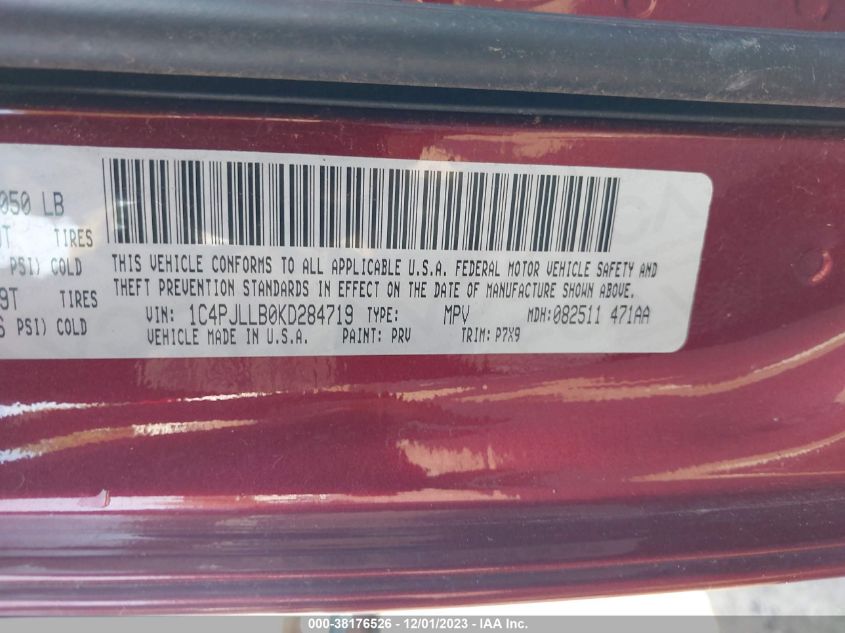 050 LB
TIRES
PSI) COLD
9T TIRES
PSI) COLD
THIS VEHICLE CONFORMS TO ALL APPLICABLE U.S.A. FEDERAL MOTOR VEHICLE SAFETY AND
THEFT PREVENTION STANDARDS IN EFFECT ON THE DATE OF MANUFACTURE SHOWN ABOVE.
VIN: 1C4PJLLB0KD284719 TYPE: MPV MDH:082511 471AA
VEHICLE MADE IN U.S.A. PAINT: PRV TRIM: P7X9
000-38176526 - 12/01/2023 - IAA Inc.